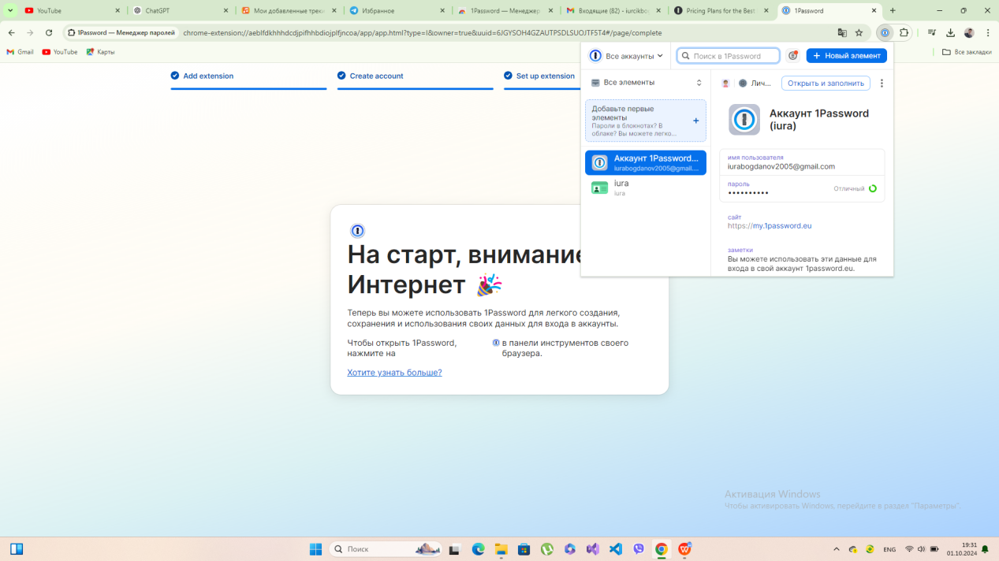 YouTube
ChatGPT
Мои добавленные треки
Избранное
1Password — Менеджер
Входящие (82) - iurcikbo
Pricing Plans for the Best
1Password
1Password — Менеджер паролей
chrome-extension://aeblfdkhhhdcdjpifhhbdiojplfjncoa/app/app.html?type=l&owner=true&uuid=6JGYSOH4GZAUTPSDLSUOJTF5T4#/page/complete
Gmail
YouTube
Карты
Все закладки
Add extension
Create account
Set up extension
Все аккаунты
Поиск в 1Password
Новый элемент
Все элементы
Лич...
Открыть и заполнить
Добавьте первые
элементы
Пароли в блокнотах? В
облаке? Вы можете легко...
Аккаунт 1Password...
iurabogdanov2005@gmail....
iura
iura
Аккаунт 1Password
(iura)
имя пользователя
iurabogdanov2005@gmail.com
пароль
••••••••••
Отличный
сайт
https://my.1password.eu
заметки
Вы можете использовать эти данные для
входа в свой аккаунт 1password.eu.
На старт, внимание
Интернет 🎉
Теперь вы можете использовать 1Password для легкого создания,
сохранения и использования своих данных для входа в аккаунты.
Чтобы открыть 1Password,
нажмите на
в панели инструментов своего
браузера.
Хотите узнать больше?
Активация Windows
Чтобы активировать Windows, перейдите в раздел "Параметры".
Поиск
ENG
19:31
01.10.2024